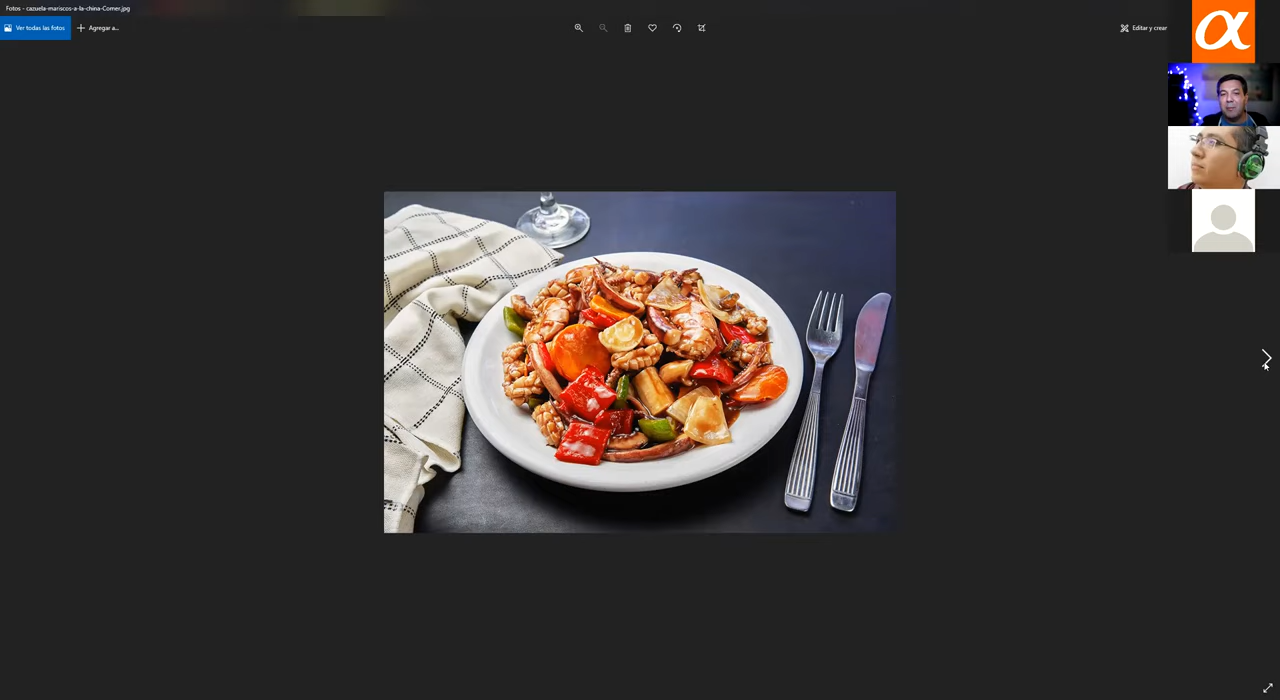 Fotos - cazuela-mariscos-a-la-china-Comer.jpg
Ver todas las fotos
Agregar a...
Editar y crear
α